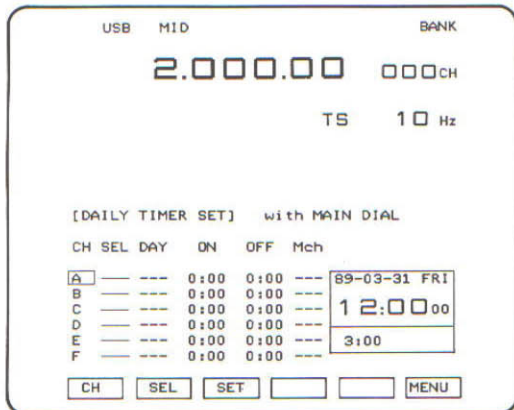 USB MID BANK
2.000.00 000CH
TS 10 Hz
[DAILY TIMER SET] with MAIN DIAL
CH SEL DAY ON OFF Mch
A ─── --- 0:00 0:00 --- 89-03-31 FRI
B ─── --- 0:00 0:00 ---
C ─── --- 0:00 0:00 --- 12:00 00
D ─── --- 0:00 0:00 ---
E ─── --- 0:00 0:00 --- 3:00
F ─── --- 0:00 0:00 ---
CH SEL SET MENU